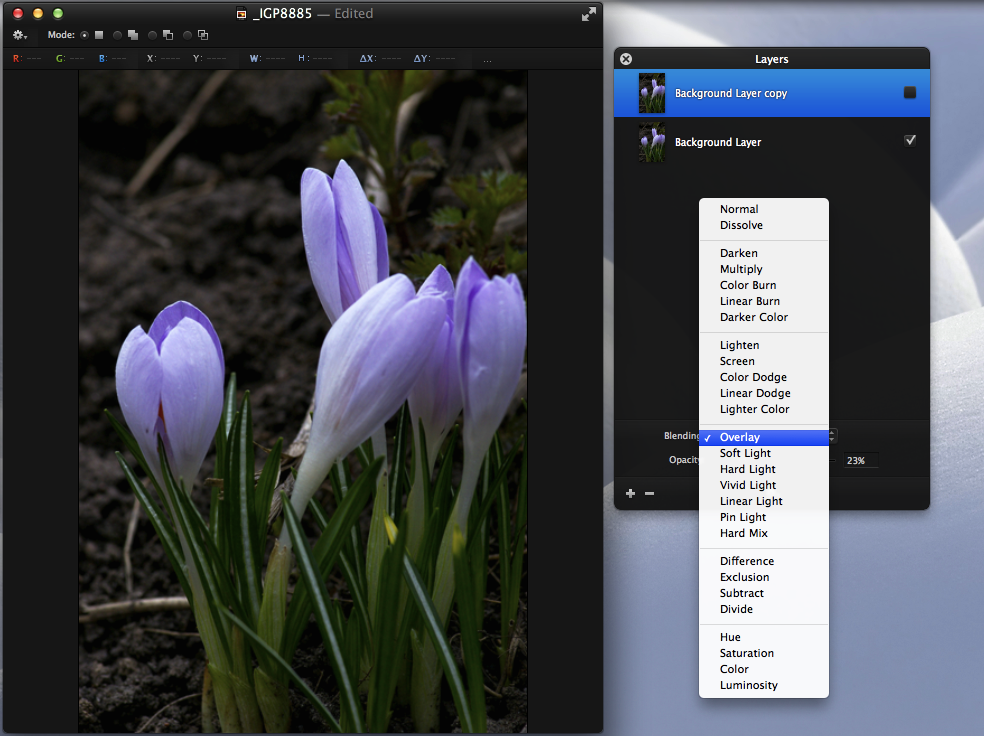 _IGP8885 — Edited
Mode:
R: --- G: --- B: --- X: ---- Y: ---- W: ---- H: ---- ΔX: ---- ΔY: ---- ...
Layers
Background Layer copy
Background Layer
Normal
Dissolve
Darken
Multiply
Color Burn
Linear Burn
Darker Color
Lighten
Screen
Color Dodge
Linear Dodge
Lighter Color
Blending
✓ Overlay
Soft Light
Opacity 23%
Hard Light
Vivid Light
Linear Light
Pin Light
Hard Mix
Difference
Exclusion
Subtract
Divide
Hue
Saturation
Color
Luminosity